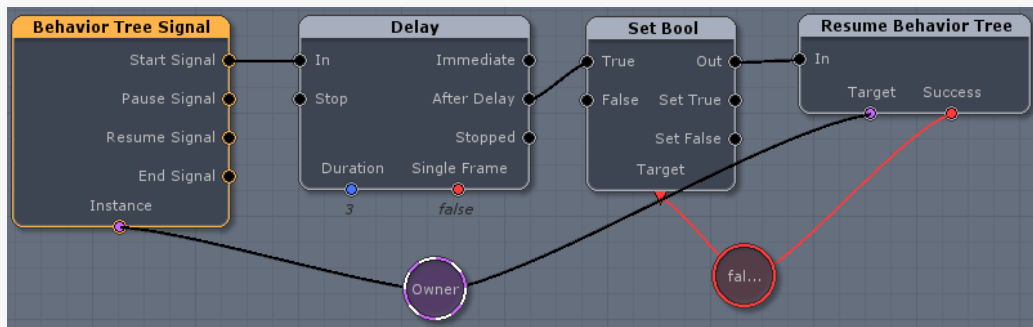 Behavior Tree Signal
Delay
Set Bool
Resume Behavior Tree
Start Signal
In
Immediate
True
Out
In
Pause Signal
Stop
After Delay
False
Set True
Target
Success
Resume Signal
Stopped
Set False
End Signal
Duration
Single Frame
Target
Instance
3
false
Owner
fal...